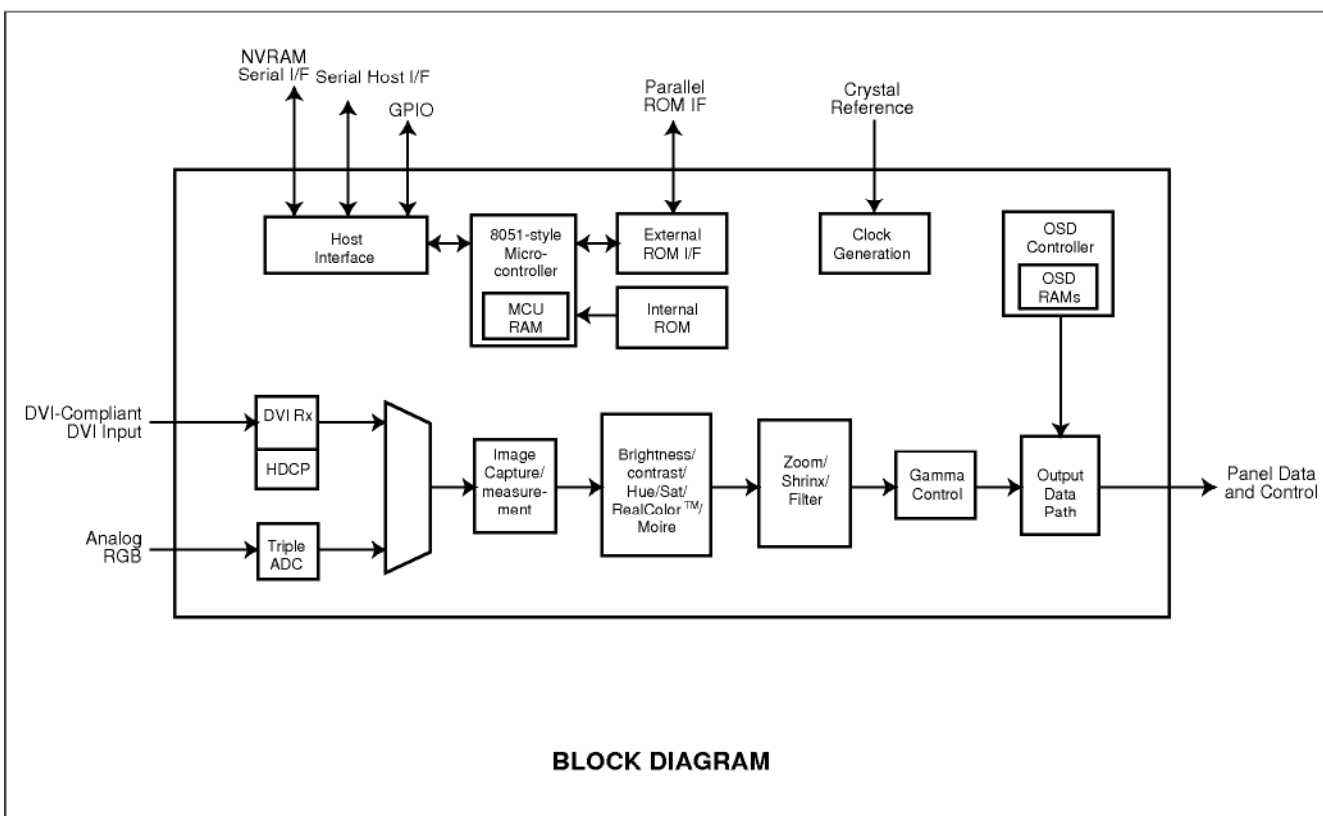 NVRAM
Serial I/F
Serial Host I/F
GPIO
Parallel
ROM IF
Crystal
Reference
Host
Interface
8051-style
Micro-
controller
MCU
RAM
External
ROM I/F
Internal
ROM
Clock
Generation
OSD
Controller
OSD
RAMs
DVI-Compliant
DVI Input
DVI Rx
HDCP
Analog
RGB
Triple
ADC
Image
Capture/
measure-
ment
Brightness/
contrast/
Hue/Sat/
RealColor™/
Moire
Zoom/
Shrinx/
Filter
Gamma
Control
Output
Data
Path
Panel Data
and Control
BLOCK DIAGRAM